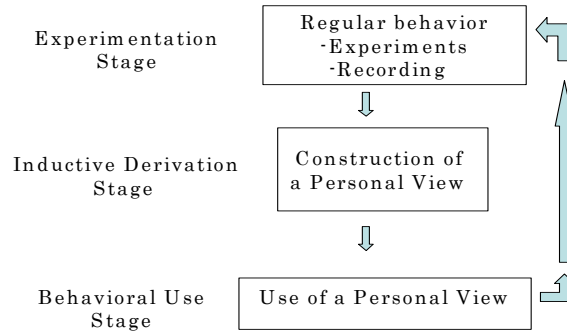 Experimentation
Stage
Regular behavior
-Experiments
-Recording
Inductive Derivation
Stage
Construction of
a Personal View
Behavioral Use
Stage
Use of a Personal View